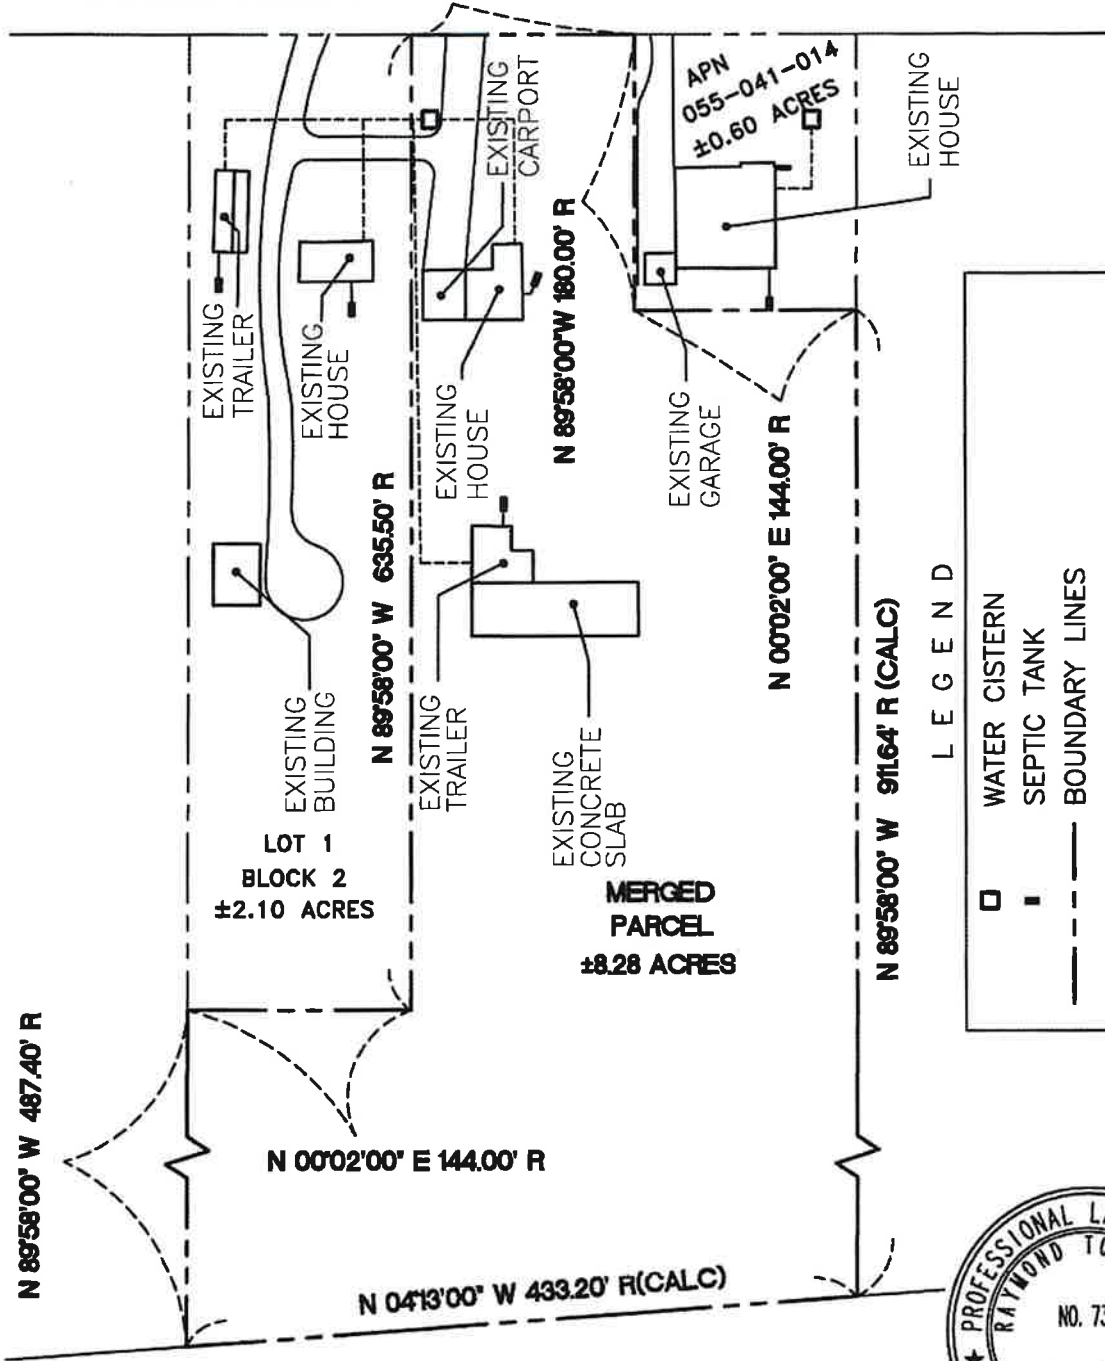 APN
055-041-014
±0.60 ACRES
EXISTING
HOUSE
EXISTING
CARPORT
N 89°58'00"W 180.00' R
EXISTING
TRAILER
EXISTING
HOUSE
EXISTING
HOUSE
EXISTING
GARAGE
N 00°02'00" E 144.00' R
N 89°58'00" W 635.50' R
EXISTING
BUILDING
EXISTING
TRAILER
EXISTING
CONCRETE
SLAB
N 89°58'00" W 911.64' R (CALC)
LOT 1
BLOCK 2
±2.10 ACRES
MERGED
PARCEL
±8.28 ACRES
LEGEND
WATER CISTERN
SEPTIC TANK
BOUNDARY LINES
N 89°58'00" W 487.40' R
N 00°02'00" E 144.00' R
N 04°13'00" W 433.20' R(CALC)
PROFESSIONAL
RAYMOND
NO. 73